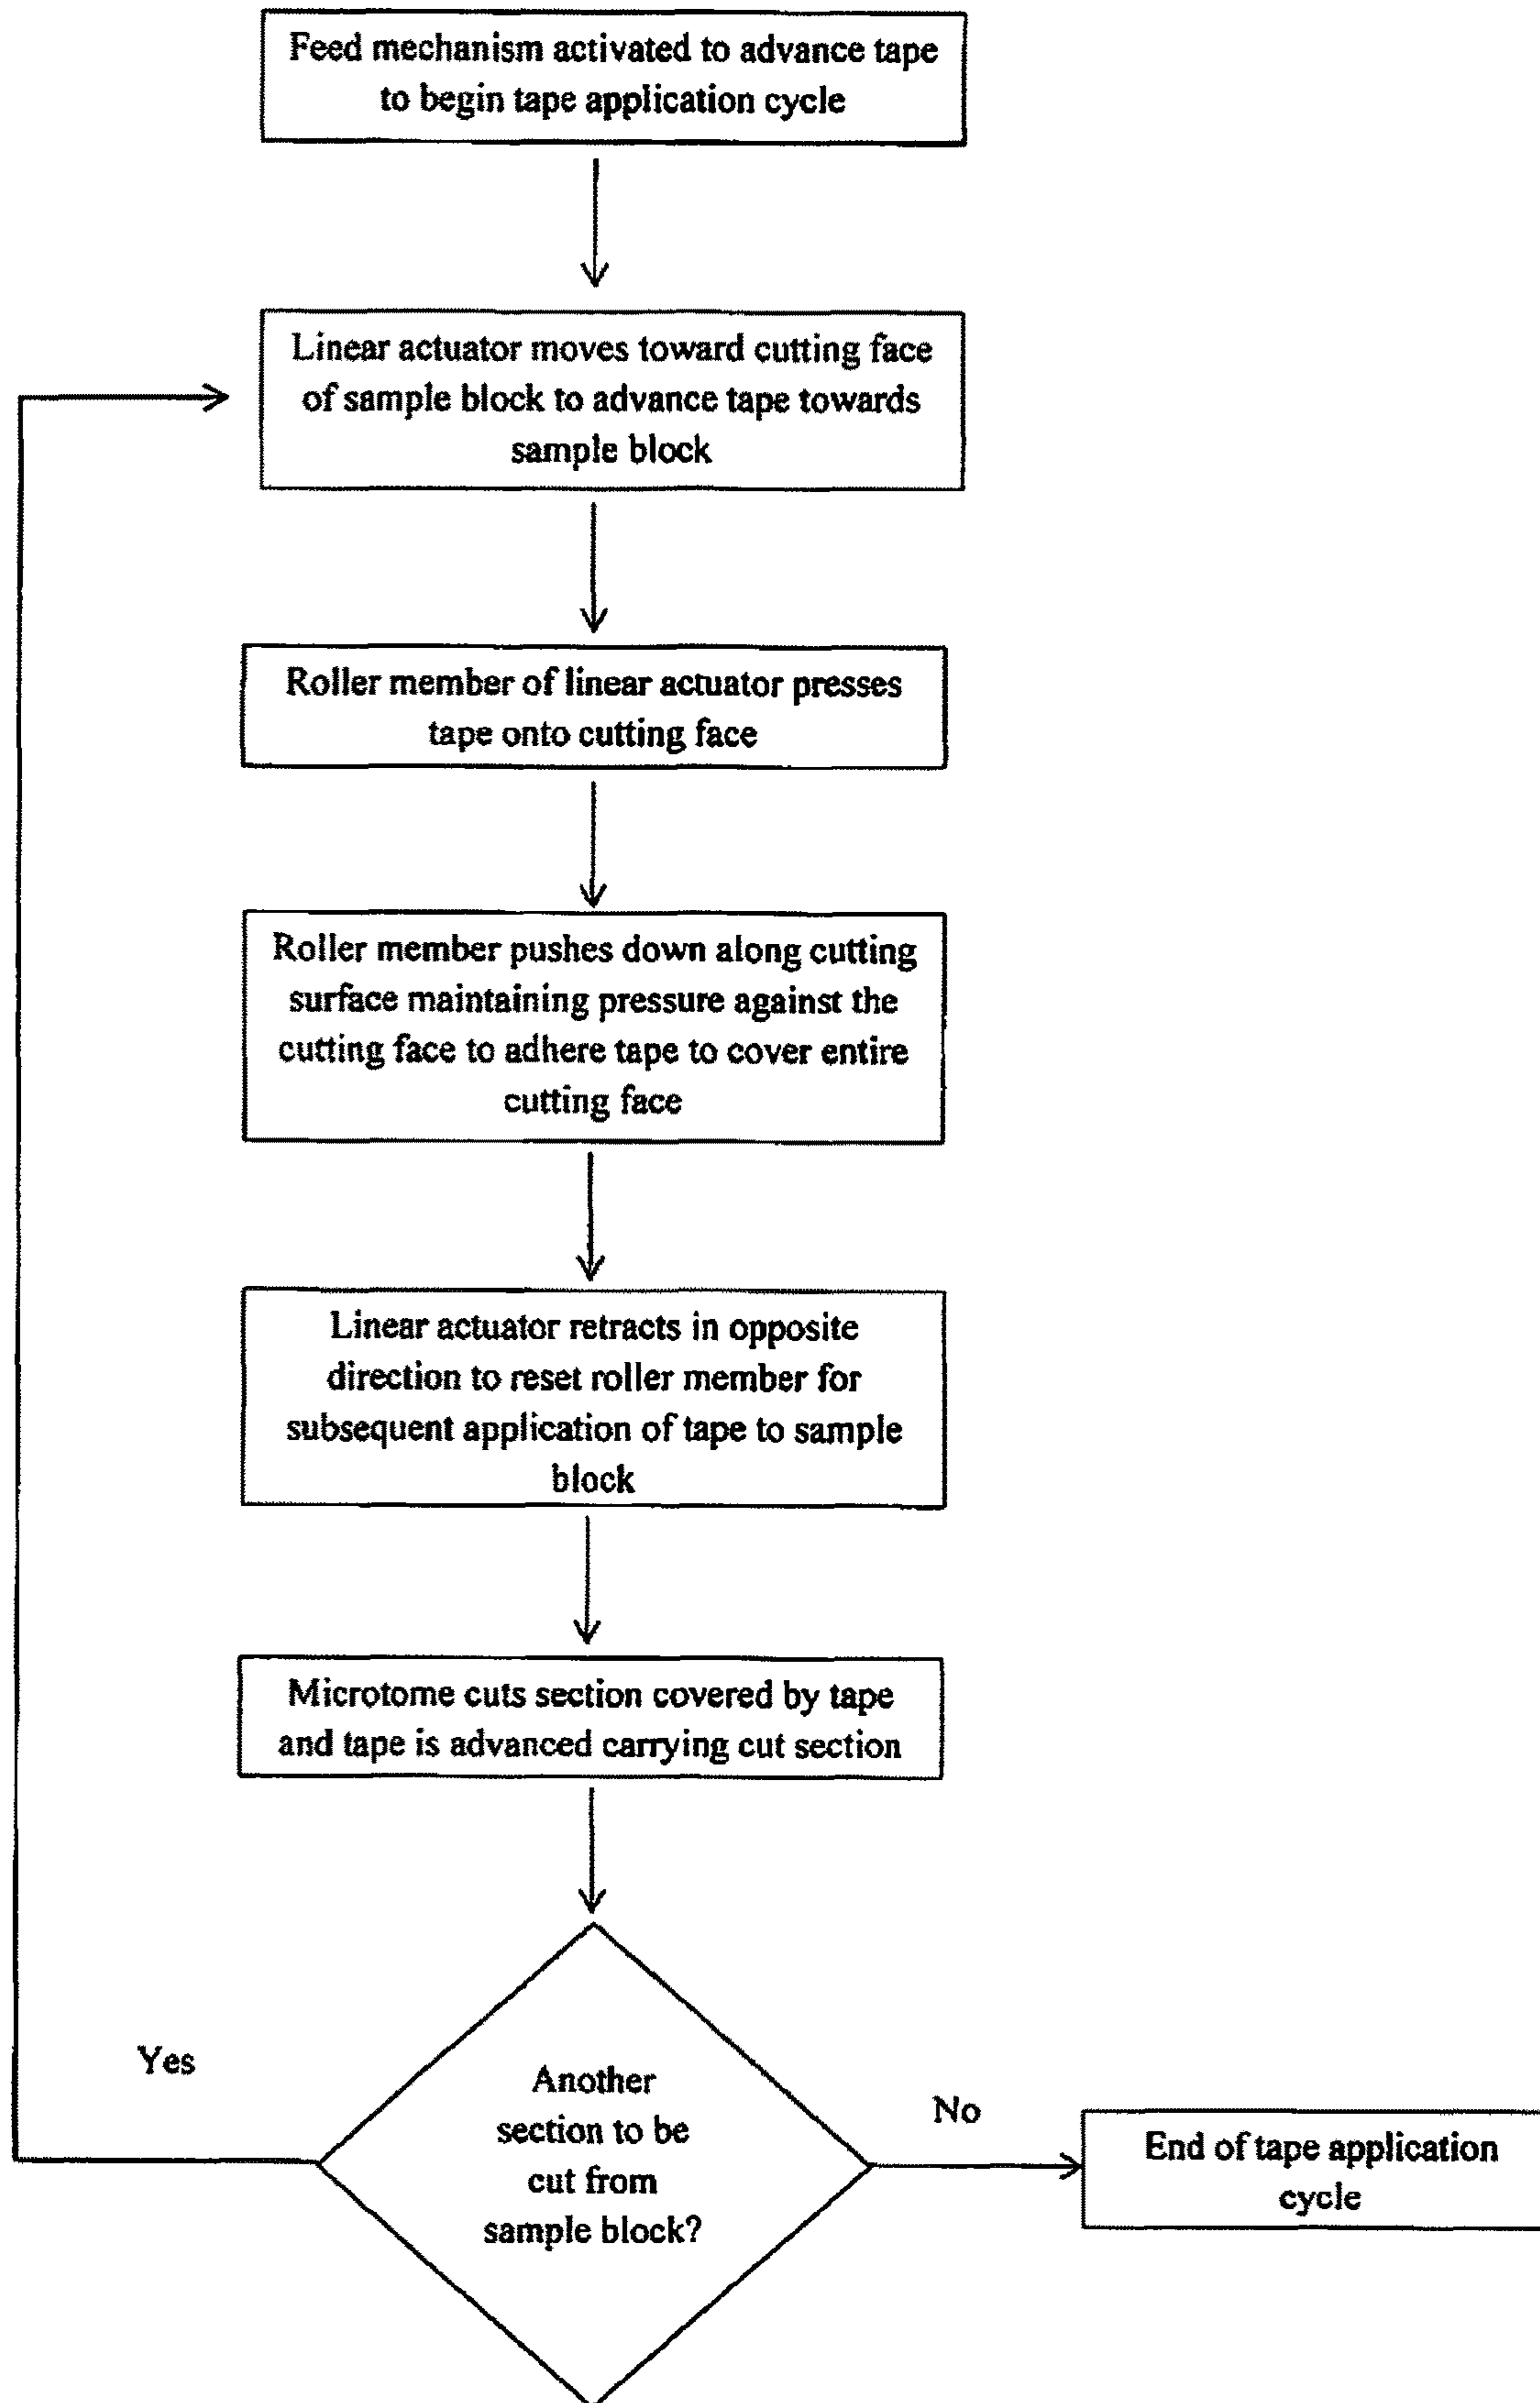 Feed mechanism activated to advance tape
to begin tape application cycle
Linear actuator moves toward cutting face
of sample block to advance tape towards
sample block
Roller member of linear actuator presses
tape onto cutting face
Roller member pushes down along cutting
surface maintaining pressure against the
cutting face to adhere tape to cover entire
cutting face
Linear actuator retracts in opposite
direction to reset roller member for
subsequent application of tape to sample
block
Microtome cuts section covered by tape
and tape is advanced carrying cut section
Yes
Another
section to be
cut from
sample block?
No
End of tape application
cycle